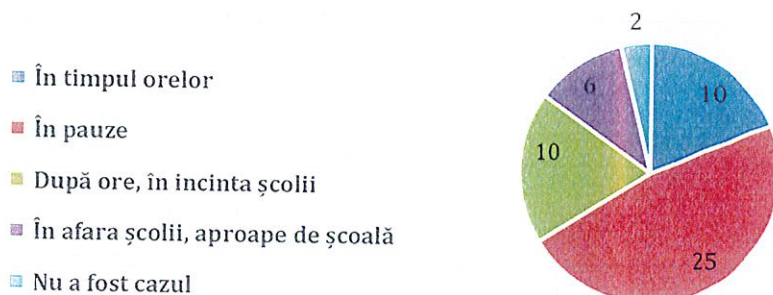 În timpul orelor
În pauze
După ore, în incinta școlii
În afara școlii, aproape de școală
Nu a fost cazul
2
10
6
10
25